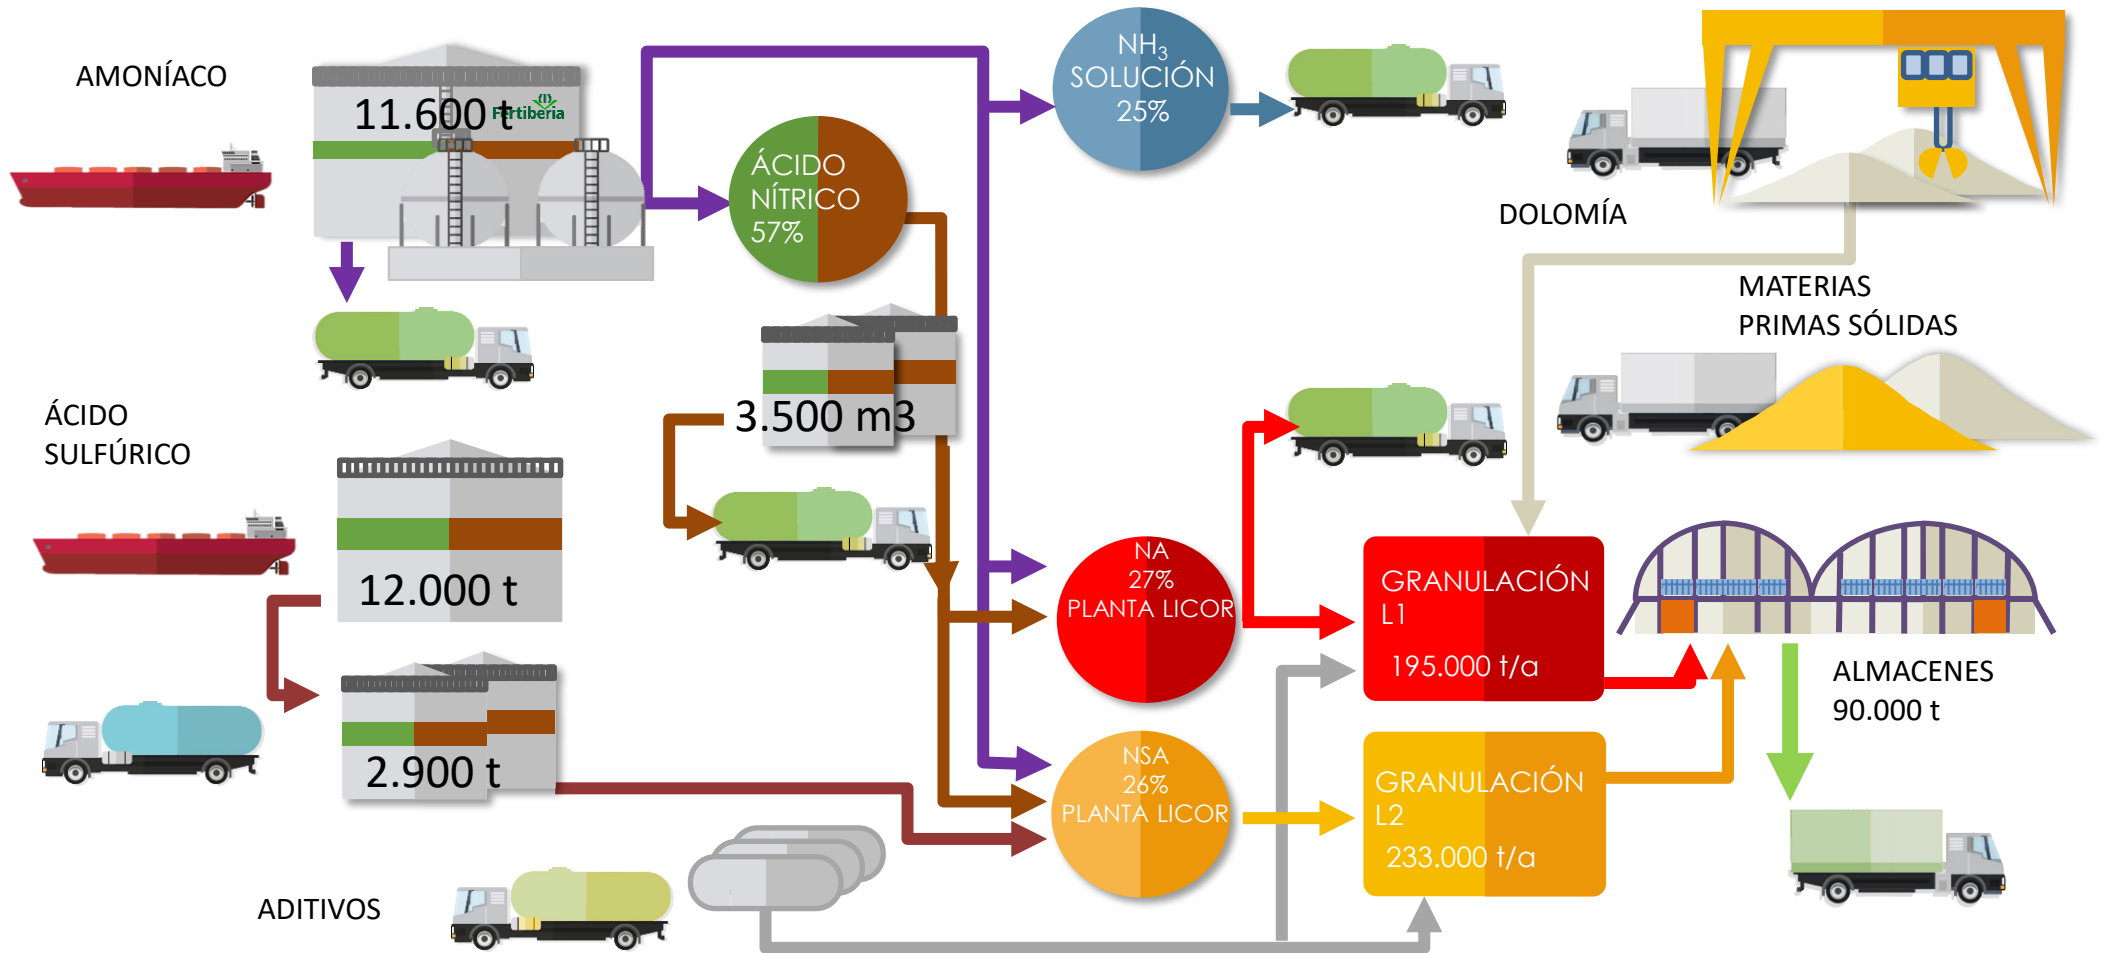 AMONÍACO
11.600 t
Fertiberia
ÁCIDO
NÍTRICO
57%
NH₃
SOLUCIÓN
25%
DOLOMÍA
MATERIAS
PRIMAS SÓLIDAS
3.500 m3
ÁCIDO
SULFÚRICO
12.000 t
2.900 t
NA
27%
PLANTA LICOR
GRANULACIÓN
L1
195.000 t/a
ALMACENES
90.000 t
NSA
26%
PLANTA LICOR
GRANULACIÓN
L2
233.000 t/a
ADITIVOS